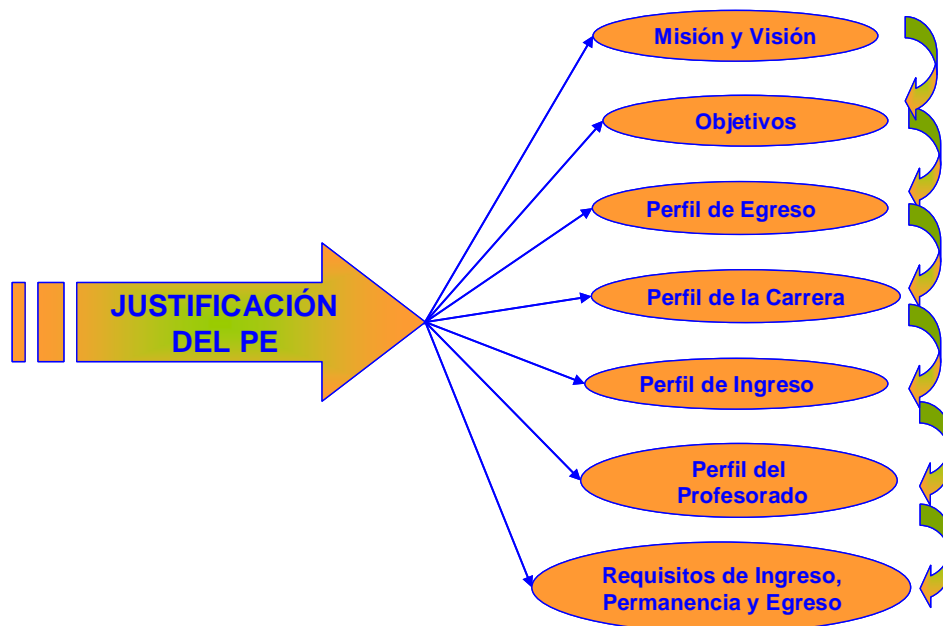 Misión y Visión
Objetivos
Perfil de Egreso
JUSTIFICACIÓN
DEL PE
Perfil de la Carrera
Perfil de Ingreso
Perfil del
Profesorado
Requisitos de Ingreso,
Permanencia y Egreso